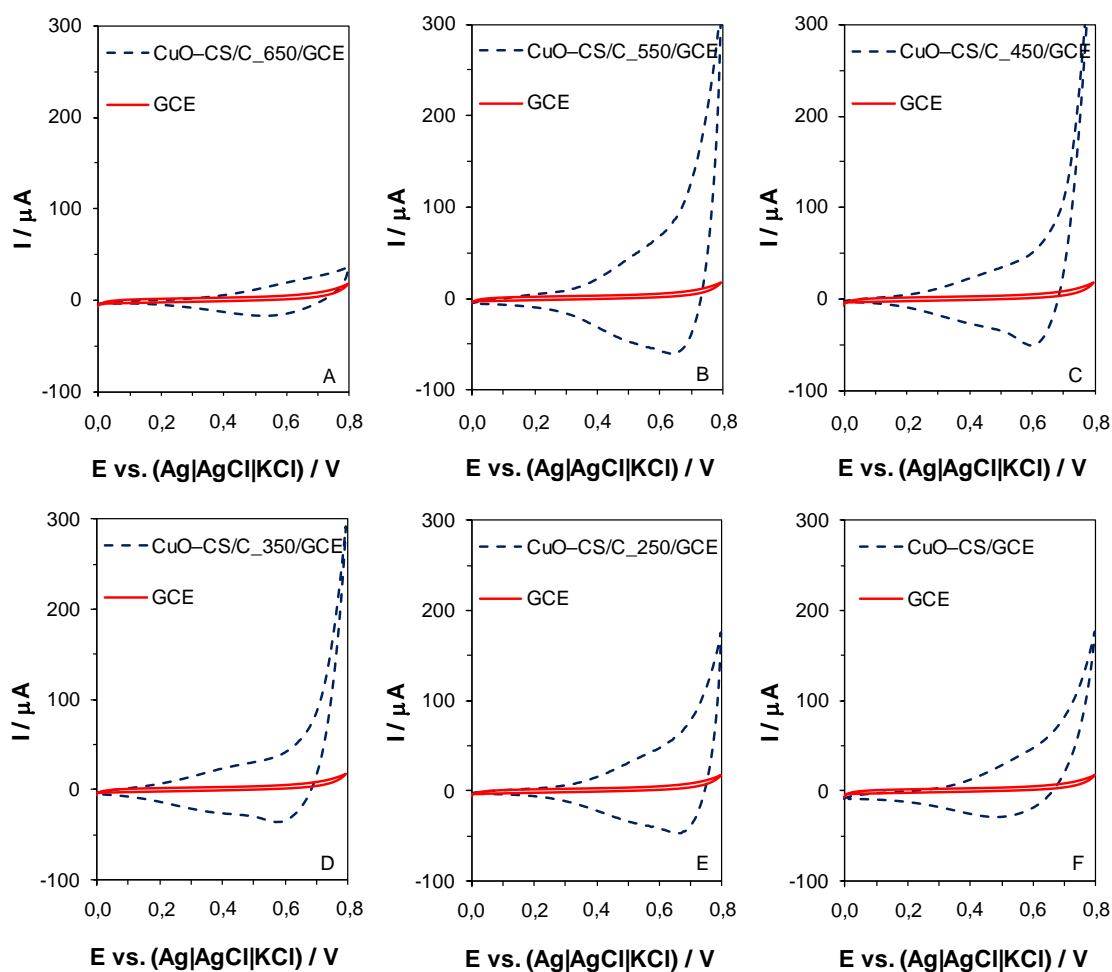 300
CuO–CS/C_650/GCE
200
GCE
100
0
-100
I / µA
A
0,0 0,2 0,4 0,6 0,8
E vs. (Ag|AgCl|KCl) / V
300
CuO–CS/C_550/GCE
200
GCE
100
0
-100
I / µA
B
0,0 0,2 0,4 0,6 0,8
E vs. (Ag|AgCl|KCl) / V
300
CuO–CS/C_450/GCE
200
GCE
100
0
-100
I / µA
C
0,0 0,2 0,4 0,6 0,8
E vs. (Ag|AgCl|KCl) / V
300
CuO–CS/C_350/GCE
200
GCE
100
0
-100
I / µA
D
0,0 0,2 0,4 0,6 0,8
E vs. (Ag|AgCl|KCl) / V
300
CuO–CS/C_250/GCE
200
GCE
100
0
-100
I / µA
E
0,0 0,2 0,4 0,6 0,8
E vs. (Ag|AgCl|KCl) / V
300
CuO–CS/GCE
200
GCE
100
0
-100
I / µA
F
0,0 0,2 0,4 0,6 0,8
E vs. (Ag|AgCl|KCl) / V